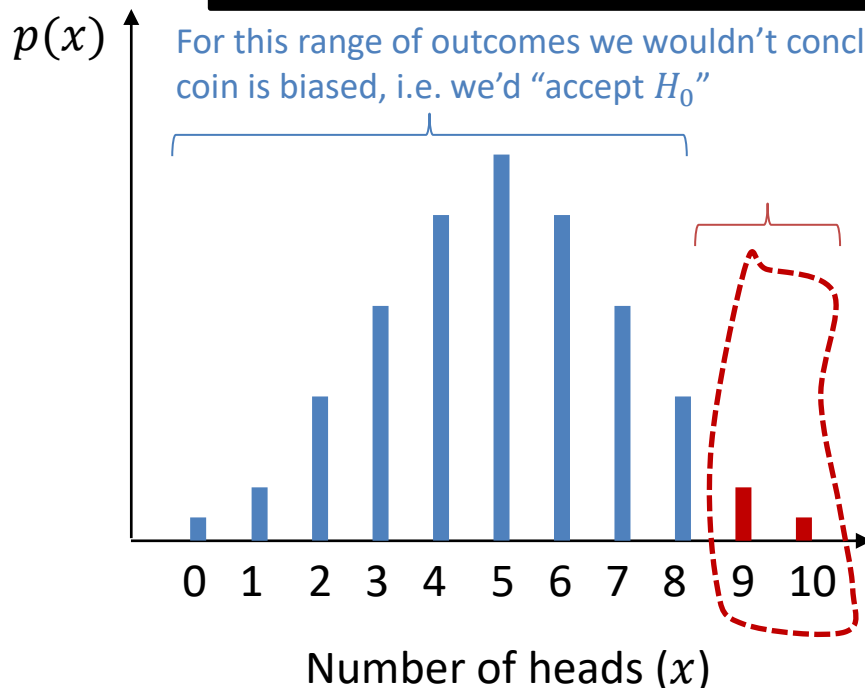 p(x)
For this range of outcomes we wouldn't concl
coin is biased, i.e. we'd “accept H₀”
0 1 2 3 4 5 6 7 8 9 10
Number of heads (x)